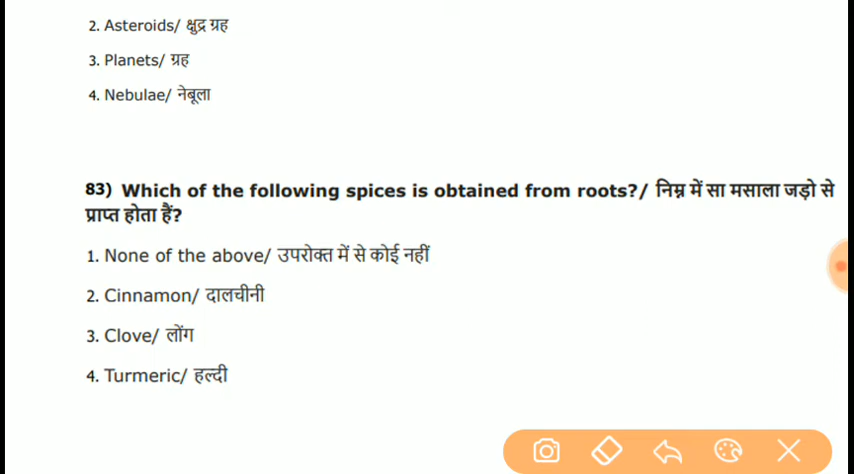 2. Asteroids/ क्षुद्र ग्रह
3. Planets/ ग्रह
4. Nebulae/ नेबूला
83) Which of the following spices is obtained from roots?/ निम्न में सा मसाला जड़ो से
प्राप्त होता हैं?
1. None of the above/ उपरोक्त में से कोई नहीं
2. Cinnamon/ दालचीनी
3. Clove/ लोंग
4. Turmeric/ हल्दी